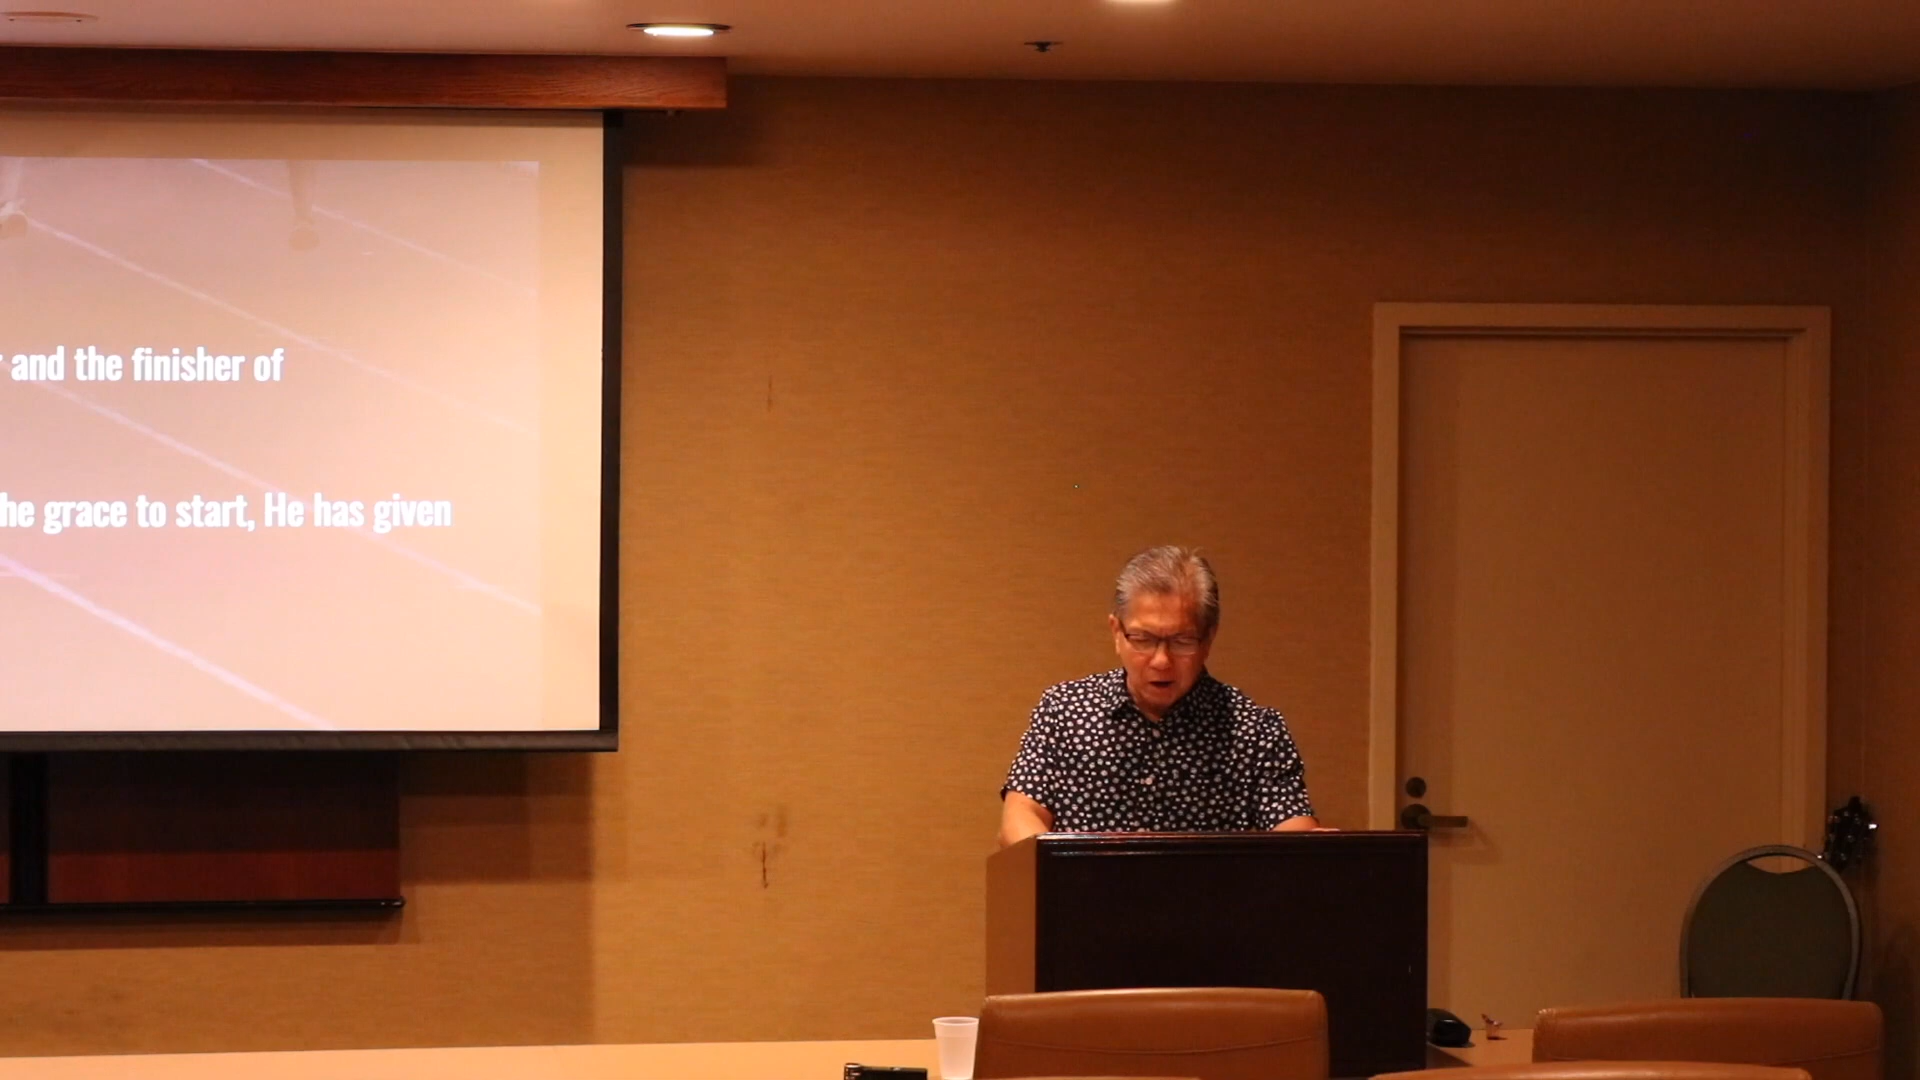 and the finisher of
he grace to start, He has given